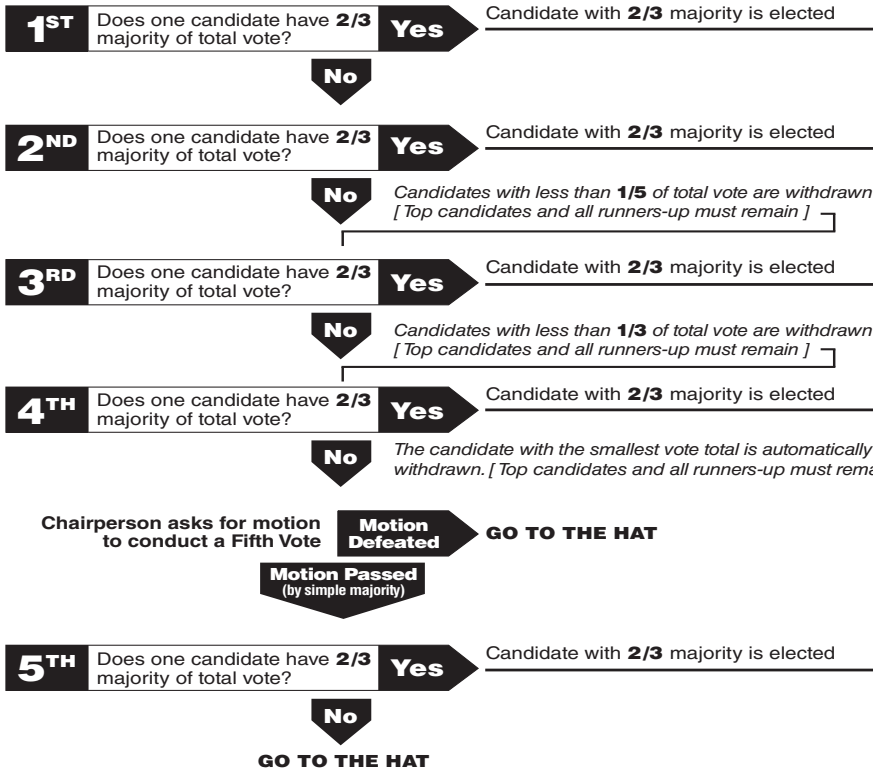 1ST Does one candidate have 2/3 majority of total vote? Yes Candidate with 2/3 majority is elected
No
2ND Does one candidate have 2/3 majority of total vote? Yes Candidate with 2/3 majority is elected
No Candidates with less than 1/5 of total vote are withdrawn
[ Top candidates and all runners-up must remain ]
3RD Does one candidate have 2/3 majority of total vote? Yes Candidate with 2/3 majority is elected
No Candidates with less than 1/3 of total vote are withdrawn
[ Top candidates and all runners-up must remain ]
4TH Does one candidate have 2/3 majority of total vote? Yes Candidate with 2/3 majority is elected
No The candidate with the smallest vote total is automatically
withdrawn. [ Top candidates and all runners-up must
Chairperson asks for motion
to conduct a Fifth Vote
Motion
Defeated
GO TO THE HAT
Motion Passed
(by simple majority)
5TH Does one candidate have 2/3 majority of total vote? Yes Candidate with 2/3 majority is elected
No
GO TO THE HAT